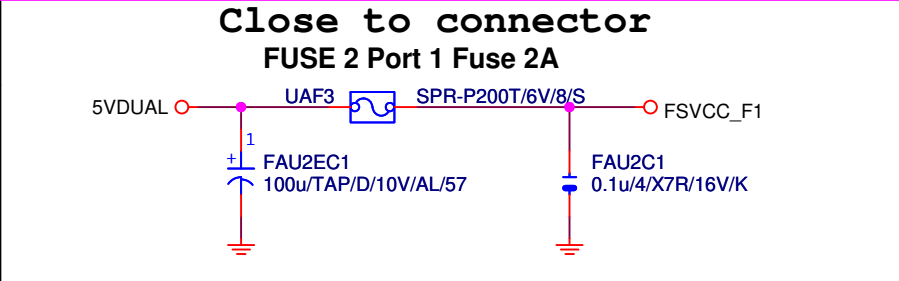 Close to connector
FUSE 2 Port 1 Fuse 2A
5VDUAL UAF3 SPR-P200T/6V/8/S FSVCC_F1
1
+ FAU2EC1 FAU2C1
100u/TAP/D/10V/AL/57 0.1u/4/X7R/16V/K